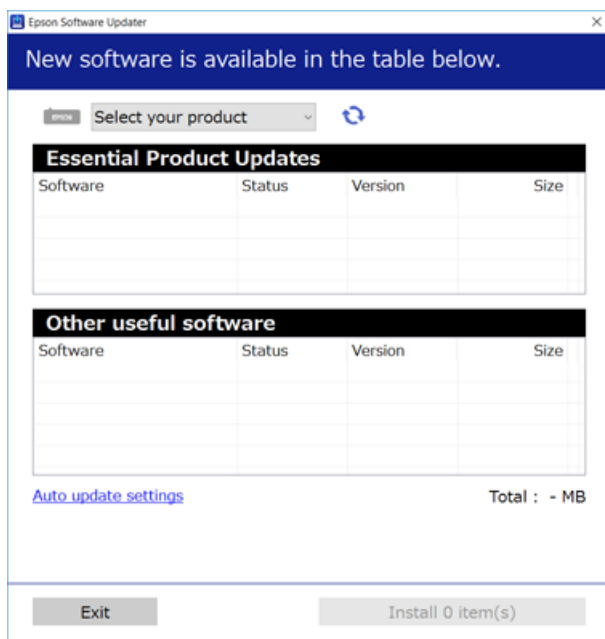 Epson Software Updater
New software is available in the table below.
EPSON Select your product
Essential Product Updates
Software Status Version Size
Other useful software
Software Status Version Size
Auto update settings Total : - MB
Exit Install 0 item(s)